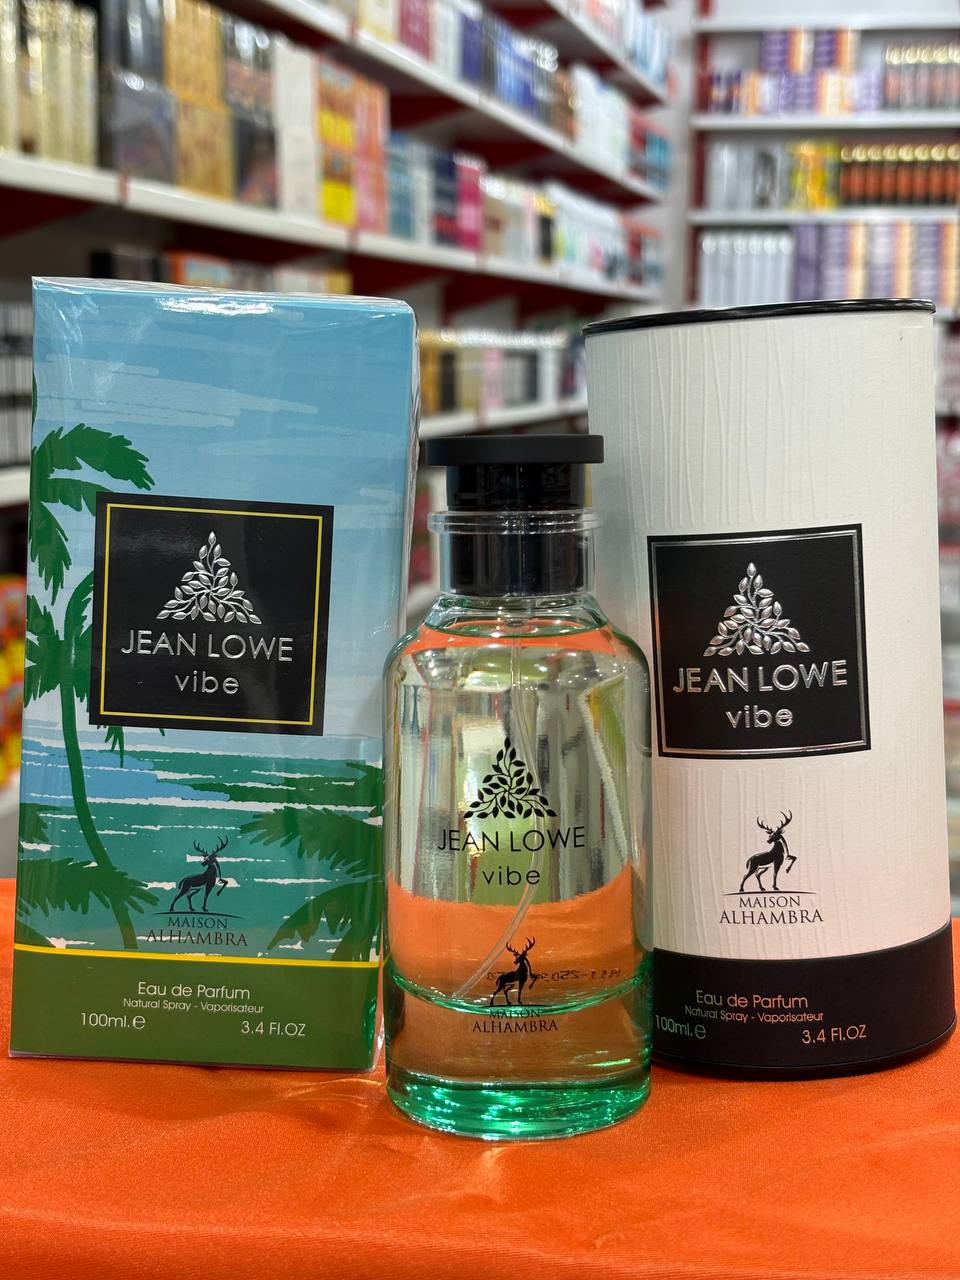 JEAN LOWE
vibe
MAISON
ALHAMBRA
Eau de Parfum
Natural Spray - Vaporisateur
100ml.e
3.4 Fl.OZ
JEAN LOWE
vibe
MAISON
ALHAMBRA
JEAN LOWE
vibe
MAISON
ALHAMBRA
Eau de Parfum
Natural Spray - Vaporisateur
100ml.e
3.4 Fl.OZ